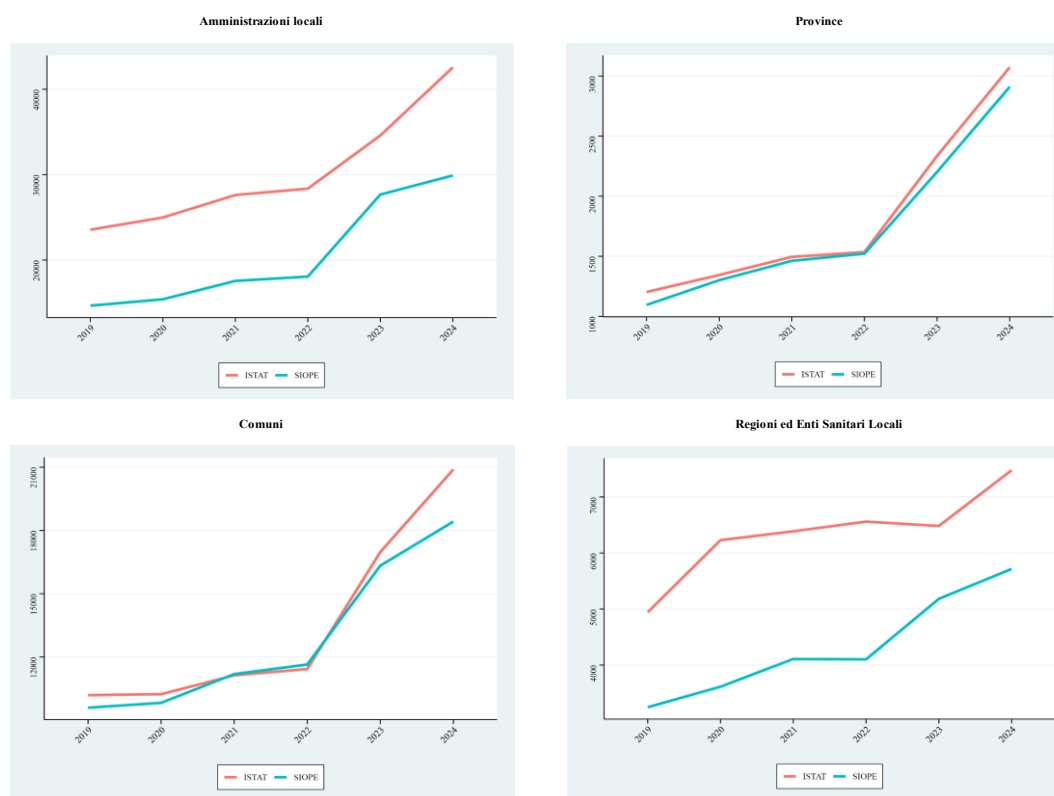 Amministrazioni locali
40000
30000
20000
2019 2020 2021 2022 2023 2024
ISTAT SIOPE
Province
3000
2500
2000
1500
1000
2019 2020 2021 2022 2023 2024
ISTAT SIOPE
Comuni
21000
18000
15000
12000
2019 2020 2021 2022 2023 2024
ISTAT SIOPE
Regioni ed Enti Sanitari Locali
7000
6000
5000
4000
2019 2020 2021 2022 2023 2024
ISTAT SIOPE